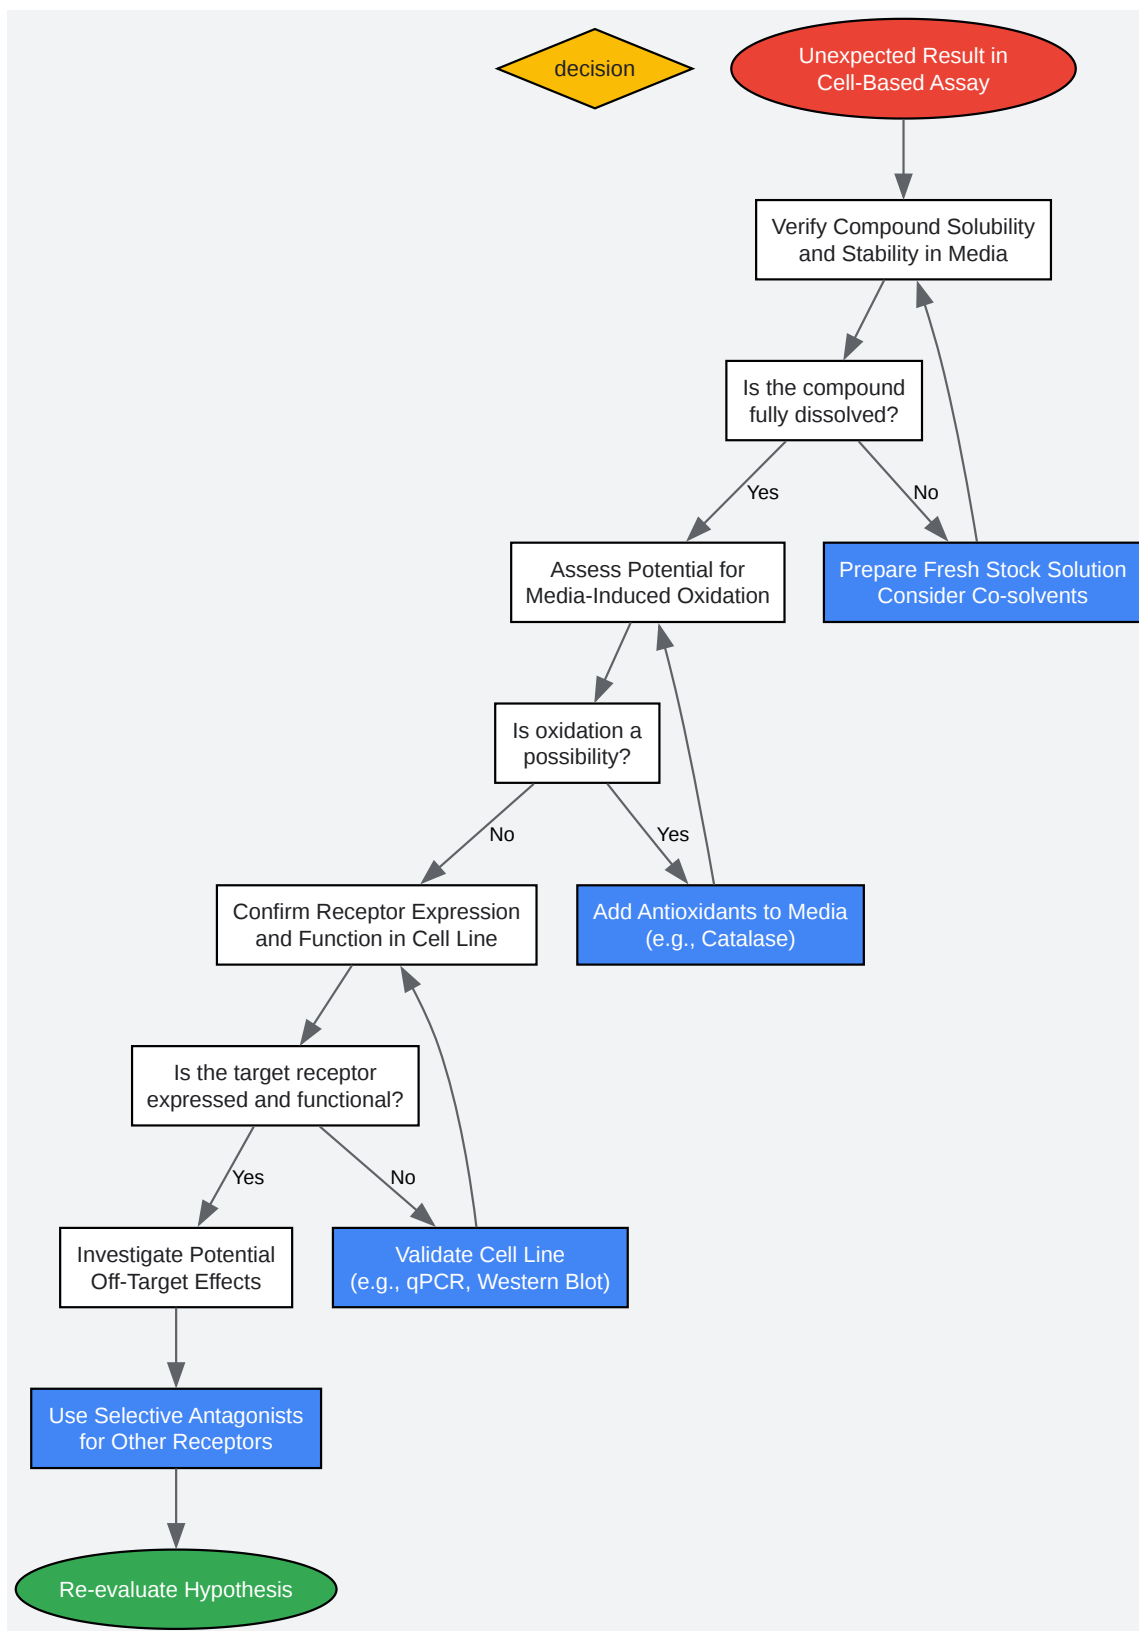 decision
Unexpected Result in
Cell-Based Assay
Verify Compound Solubility
and Stability in Media
Is the compound
fully dissolved?
Yes
No
Assess Potential for
Media-Induced Oxidation
Prepare Fresh Stock Solution
Consider Co-solvents
Is oxidation a
possibility?
No
Yes
Confirm Receptor Expression
and Function in Cell Line
Add Antioxidants to Media
(e.g., Catalase)
Is the target receptor
expressed and functional?
Yes
No
Investigate Potential
Off-Target Effects
Validate Cell Line
(e.g., qPCR, Western Blot)
Use Selective Antagonists
for Other Receptors
Re-evaluate Hypothesis